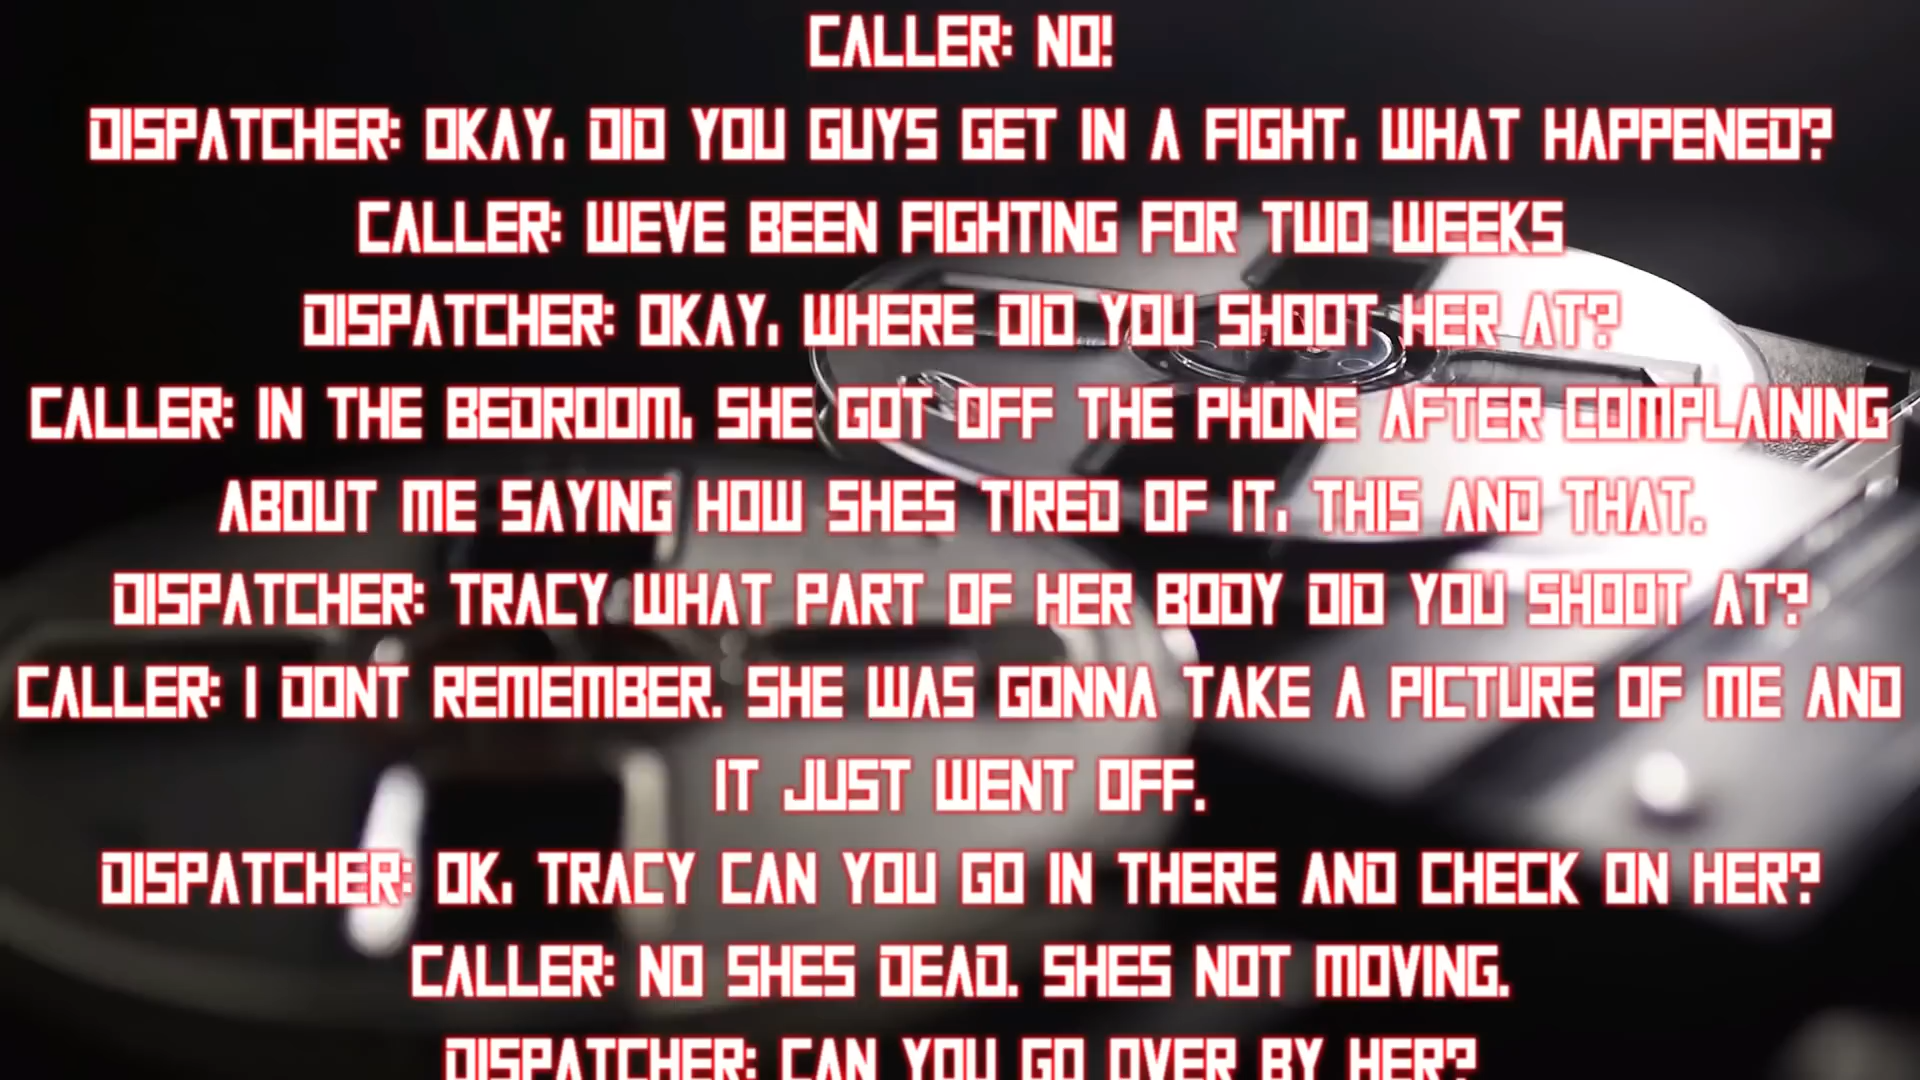 CALLER: NO!
DISPATCHER: OKAY, DID YOU GUYS GET IN A FIGHT, WHAT HAPPENED?
CALLER: WEVE BEEN FIGHTING FOR TWO WEEKS
DISPATCHER: OKAY, WHERE DID YOU SHOOT HER AT?
CALLER: IN THE BEDROOM, SHE GOT OFF THE PHONE AFTER COMPLAINING
ABOUT ME SAYING HOW SHES TIRED OF IT, THIS AND THAT.
DISPATCHER: TRACY WHAT PART OF HER BODY DID YOU SHOOT AT?
CALLER: I DONT REMEMBER. SHE WAS GONNA TAKE A PICTURE OF ME AND
IT JUST WENT OFF.
DISPATCHER: OK, TRACY CAN YOU GO IN THERE AND CHECK ON HER?
CALLER: NO SHES DEAD. SHES NOT MOVING.
DISPATCHER: CAN YOU GO OVER BY HER?